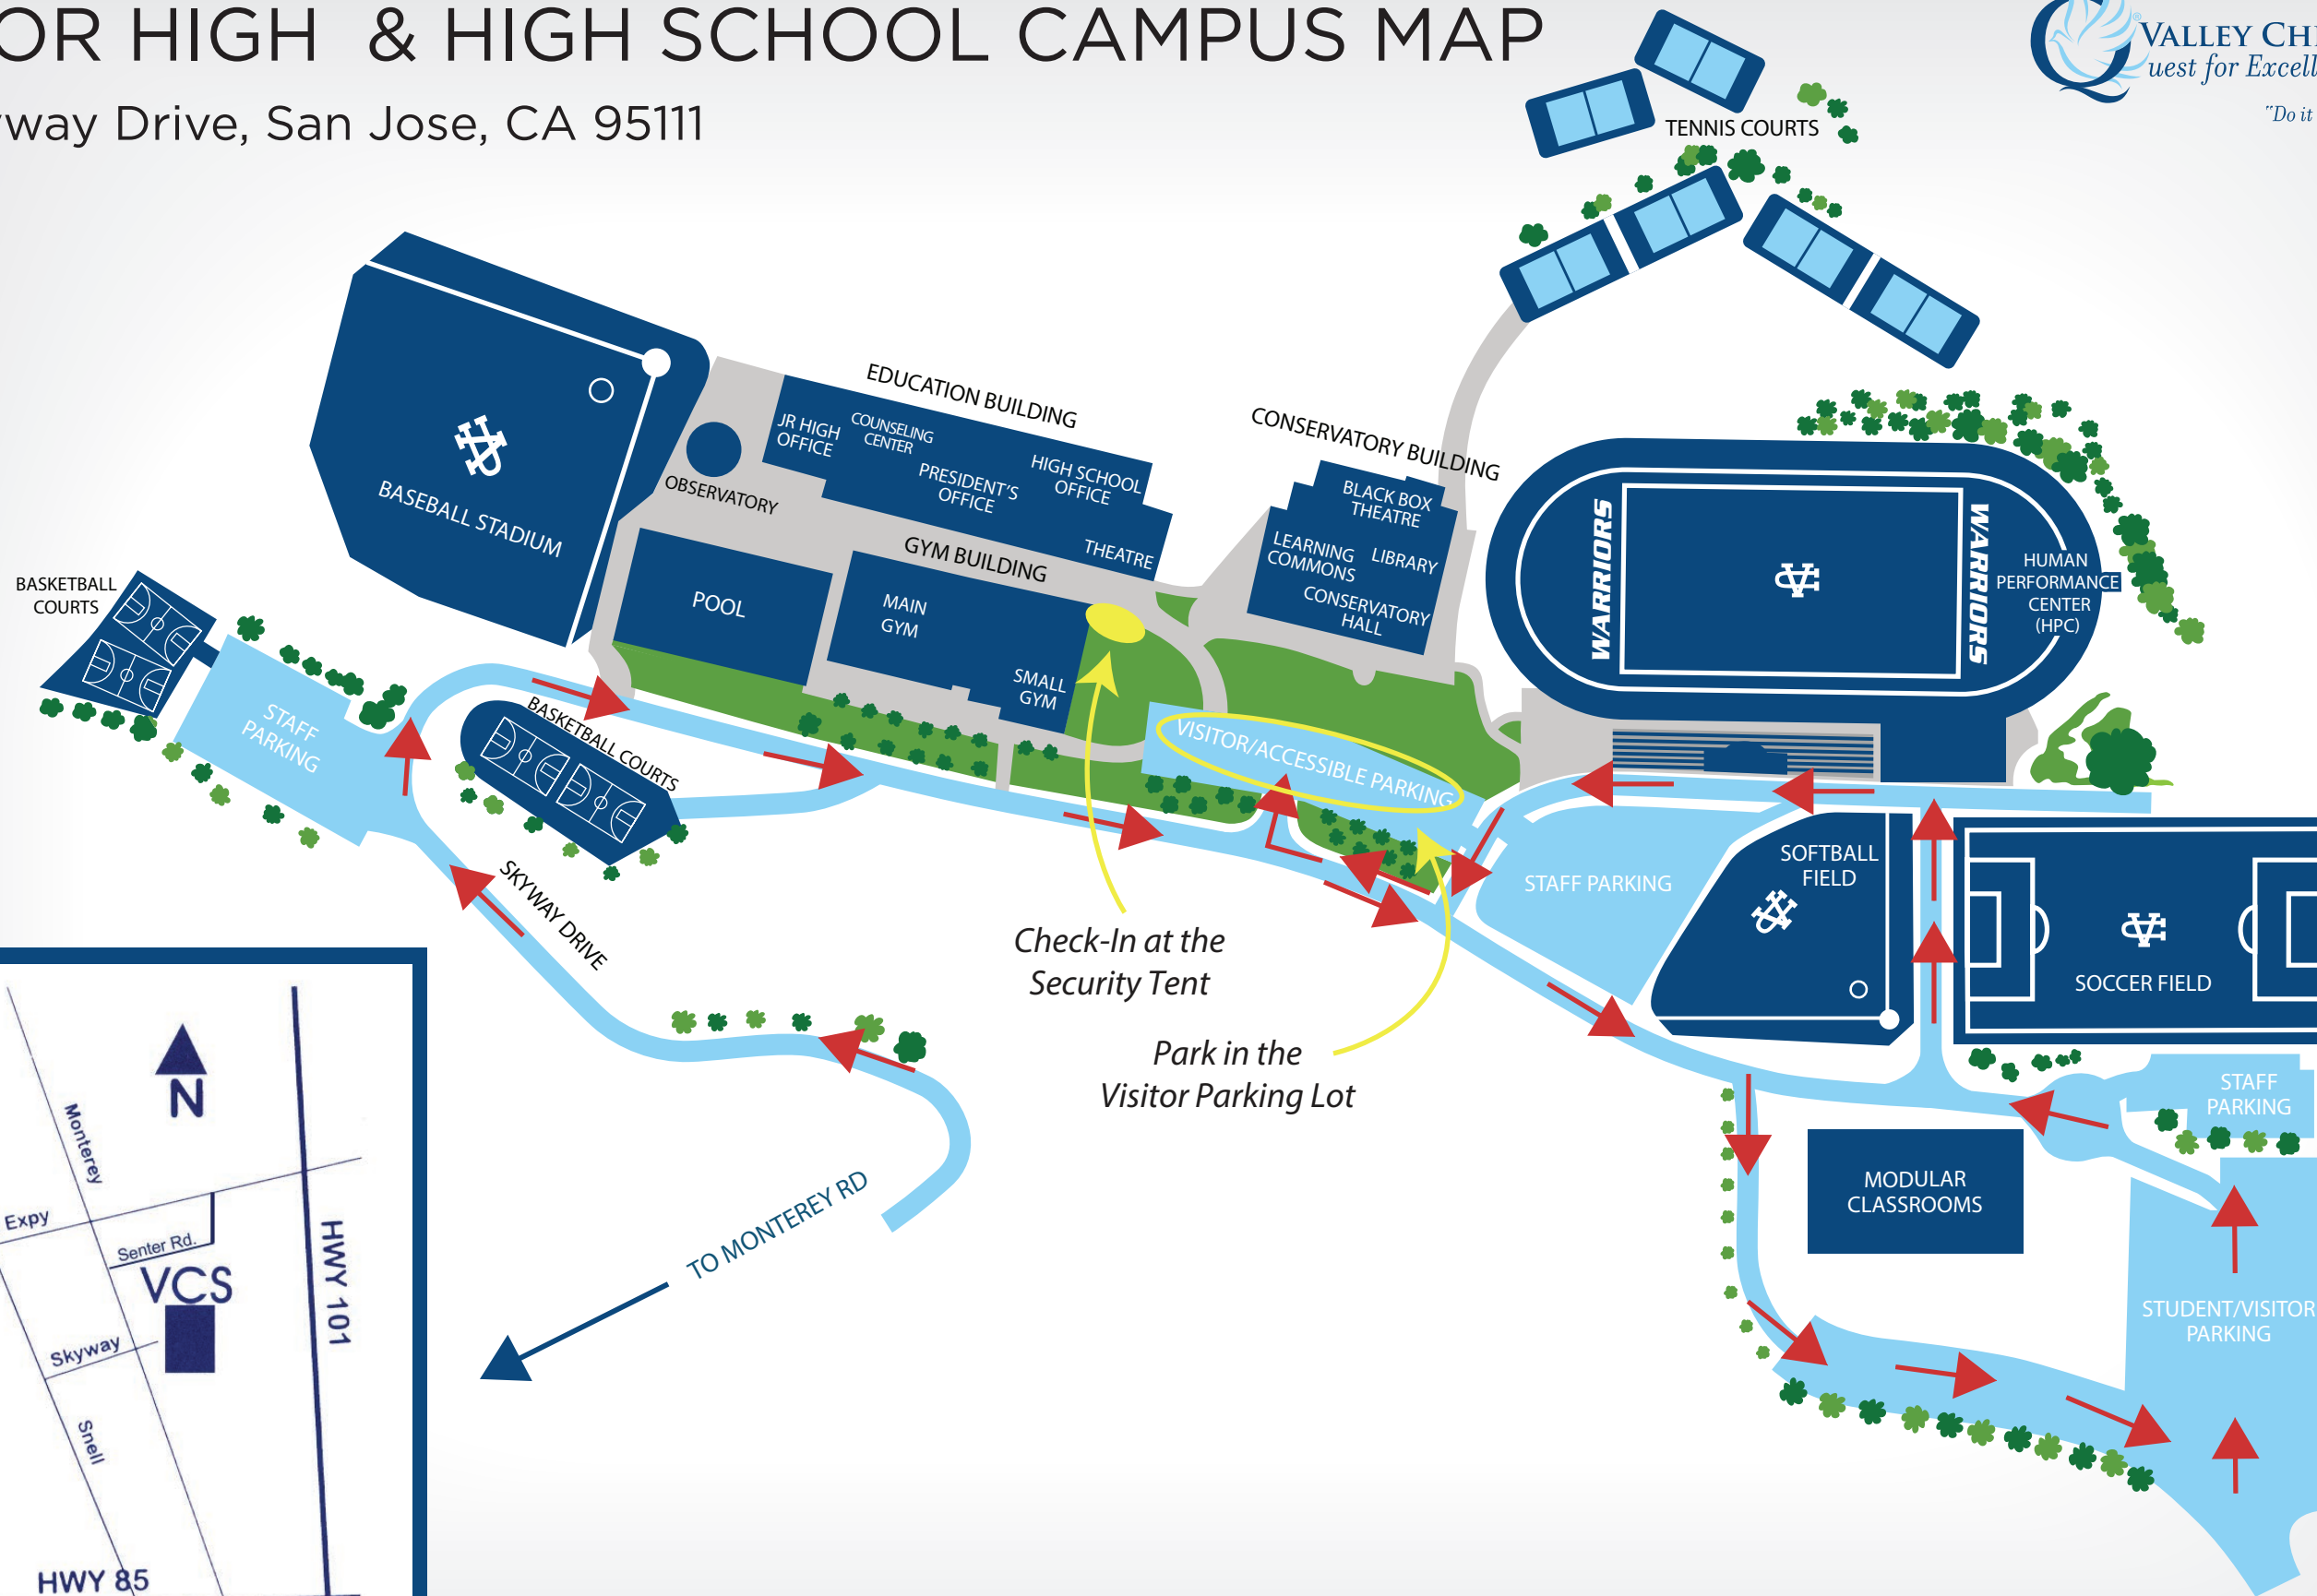 OR HIGH & HIGH SCHOOL CAMPUS MAP
way Drive, San Jose, CA 95111
VALLEY CH
uest for Excell
"Do it
TENNIS COURTS
EDUCATION BUILDING
JR HIGH
OFFICE
COUNSELING
CENTER
PRESIDENT'S
OFFICE
HIGH SCHOOL
OFFICE
THEATRE
OBSERVATORY
BASEBALL STADIUM
CONSERVATORY BUILDING
BLACK BOX
THEATRE
LEARNING
COMMONS
LIBRARY
CONSERVATORY
HALL
WARRIORS
WARRIORS
HUMAN
PERFORMANCE
CENTER
(HPC)
GYM BUILDING
POOL
MAIN
GYM
SMALL
GYM
BASKETBALL
COURTS
STAFF
PARKING
BASKETBALL COURTS
VISITOR/ACCESSIBLE PARKING
STAFF PARKING
SOFTBALL
FIELD
SOCCER FIELD
SKYWAY DRIVE
Check-In at the
Security Tent
Park in the
Visitor Parking Lot
STAFF
PARKING
MODULAR
CLASSROOMS
STUDENT/VISITOR
PARKING
TO MONTEREY RD
N
Monterey
Expy
Senter Rd.
VCS
HWY 101
Skyway
Snell
HWY 85